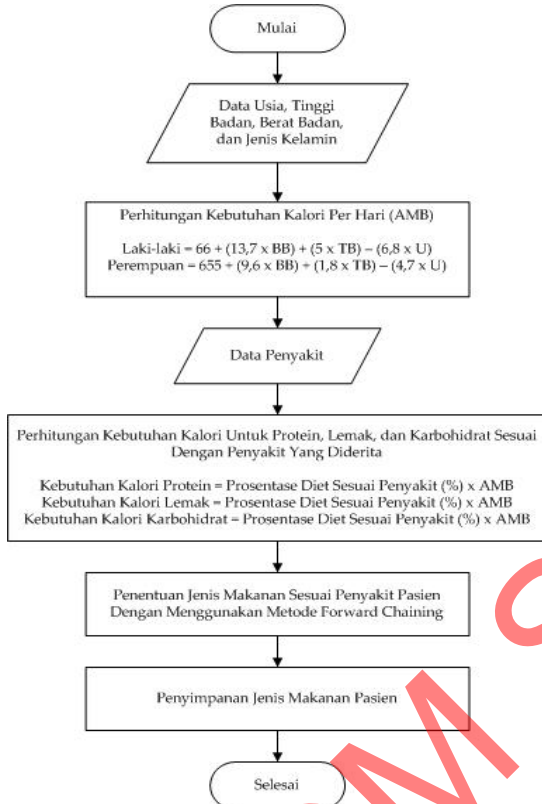 Mulai
Data Usia, Tinggi
Badan, Berat Badan,
dan Jenis Kelamin
Perhitungan Kebutuhan Kalori Per Hari (AMB)
Laki-laki = 66 + (13,7 x BB) + (5 x TB) – (6,8 x U)
Perempuan = 655 + (9,6 x BB) + (1,8 x TB) – (4,7 x U)
Data Penyakit
Perhitungan Kebutuhan Kalori Untuk Protein, Lemak, dan Karbohidrat Sesuai
Dengan Penyakit Yang Diderita
Kebutuhan Kalori Protein = Prosentase Diet Sesuai Penyakit (%) x AMB
Kebutuhan Kalori Lemak = Prosentase Diet Sesuai Penyakit (%) x AMB
Kebutuhan Kalori Karbohidrat = Prosentase Diet Sesuai Penyakit (%) x AMB
Penentuan Jenis Makanan Sesuai Penyakit Pasien
Dengan Menggunakan Metode Forward Chaining
Penyimpanan Jenis Makanan Pasien
Selesai